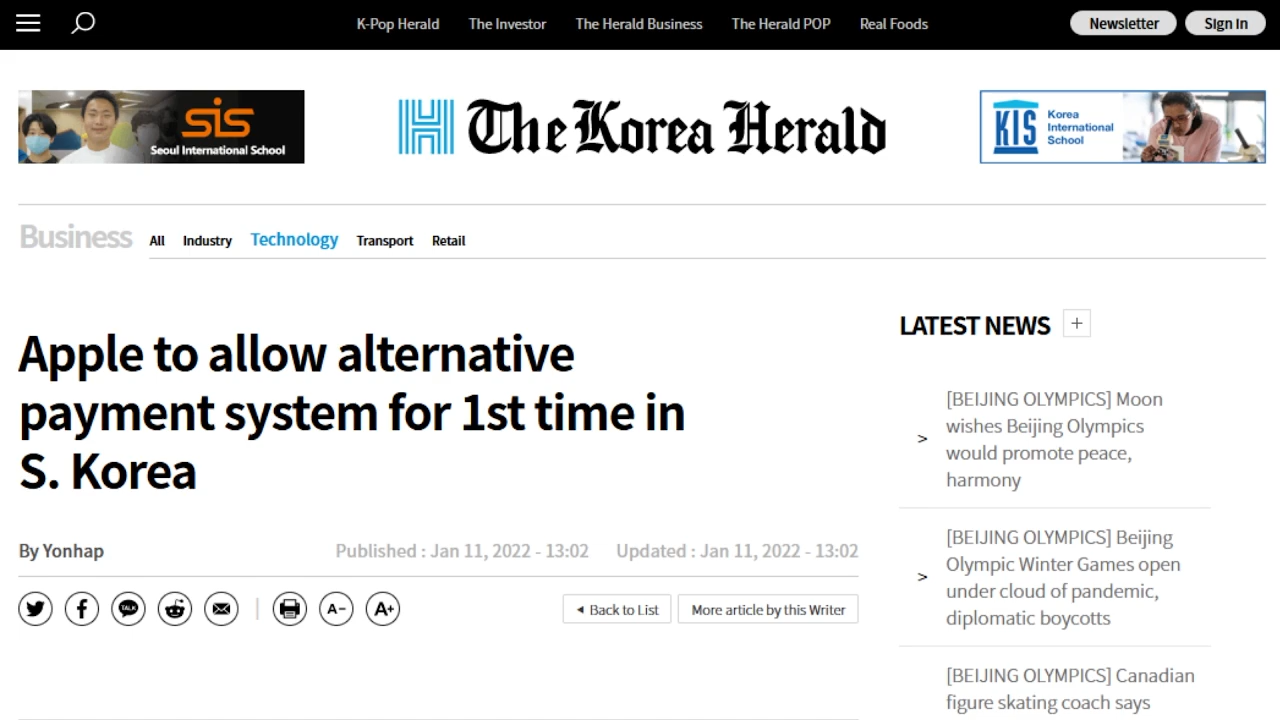 K-Pop Herald The Investor The Herald Business The Herald POP Real Foods Newsletter Sign In
SIS
Seoul International School
The Korea Herald
KIS
Korea
International
School
Business All Industry Technology Transport Retail
Apple to allow alternative
payment system for 1st time in
S. Korea
By Yonhap Published : Jan 11, 2022 - 13:02 Updated : Jan 11, 2022 - 13:02
TALK A- A+ Back to List More article by this Writer
LATEST NEWS +
[BEIJING OLYMPICS] Moon
wishes Beijing Olympics
> would promote peace,
harmony
[BEIJING OLYMPICS] Beijing
Olympic Winter Games open
> under cloud of pandemic,
diplomatic boycotts
[BEIJING OLYMPICS] Canadian
figure skating coach says